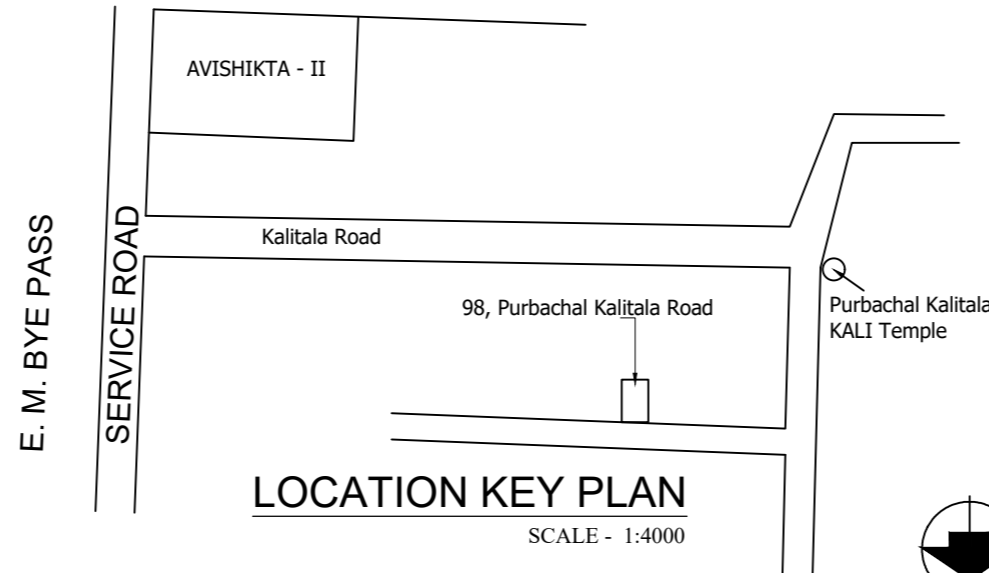 AVISHIKTA - II
E. M. BYE PASS
SERVICE ROAD
Kalitala Road
98, Purbachal Kalitala Road
Purbachal Kalitala
KALI Temple
LOCATION KEY PLAN
SCALE - 1:4000